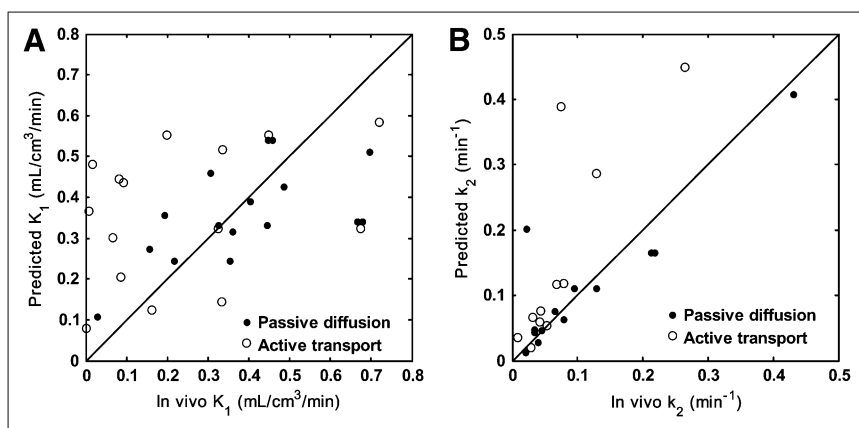 A
0.8
0.7
0.6
0.5
0.4
0.3
0.2
0.1
0
Predicted K1 (mL/cm3/min)
Passive diffusion
Active transport
0 0.1 0.2 0.3 0.4 0.5 0.6 0.7 0.8
In vivo K1 (mL/cm3/min)
B
0.5
0.4
0.3
0.2
0.1
0
Predicted k2 (min-1)
Passive diffusion
Active transport
0 0.1 0.2 0.3 0.4 0.5
In vivo k2 (min-1)